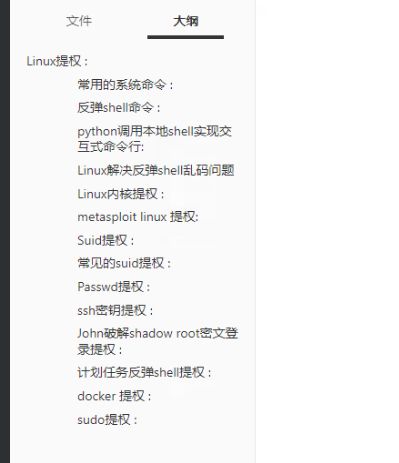 文件 大纲
Linux提权：
常用的系统命令：
反弹shell命令：
python调用本地shell实现交
互式命令行:
Linux解决反弹shell乱码问题
Linux内核提权：
metasploit linux 提权:
Suid提权：
常见的suid提权：
Passwd提权：
ssh密钥提权：
John破解shadow root密文登
录提权：
计划任务反弹shell提权：
docker 提权：
sudo提权：